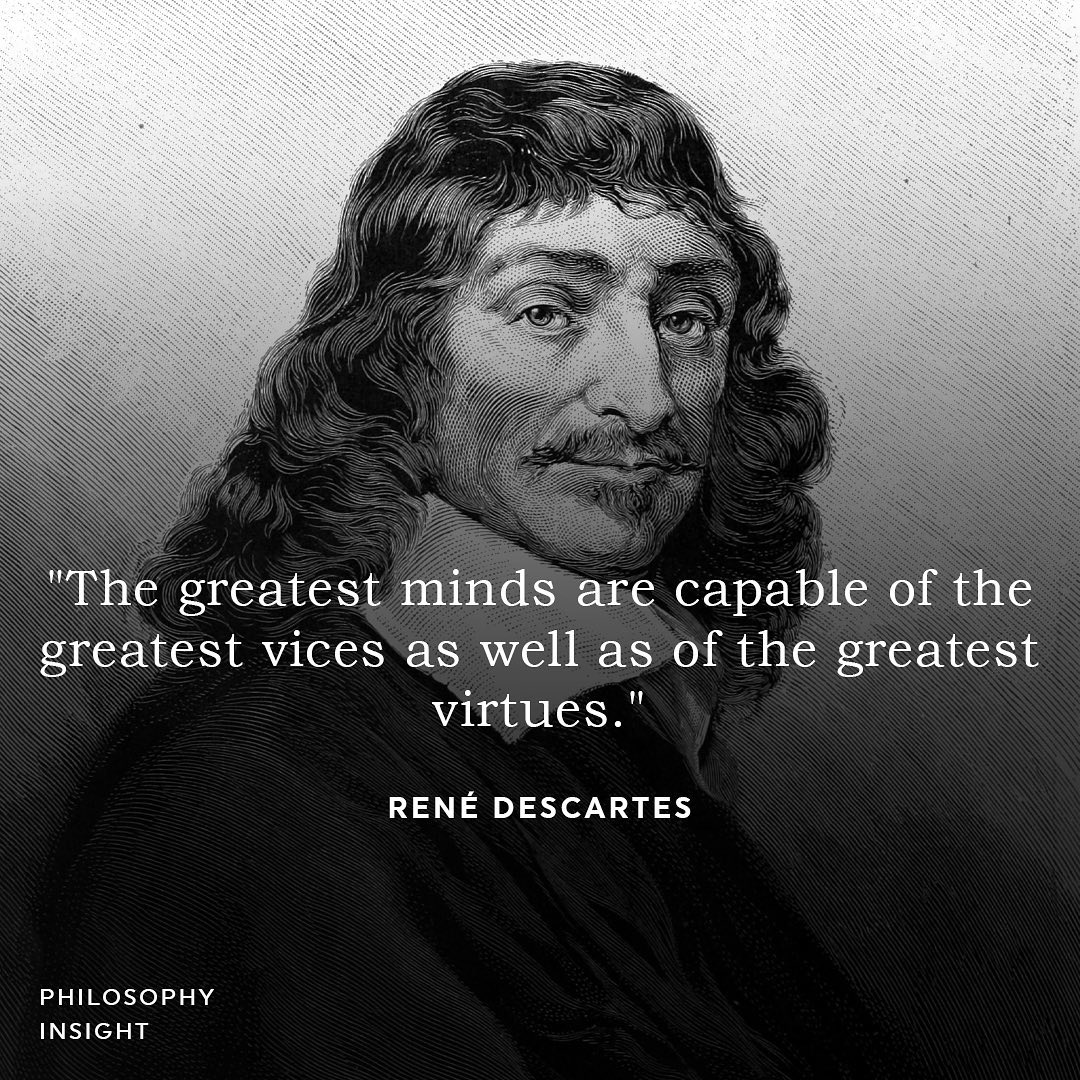 "The greatest minds are capable of the
greatest vices as well as of the greatest
virtues."
RENÉ DESCARTES
PHILOSOPHY
INSIGHT